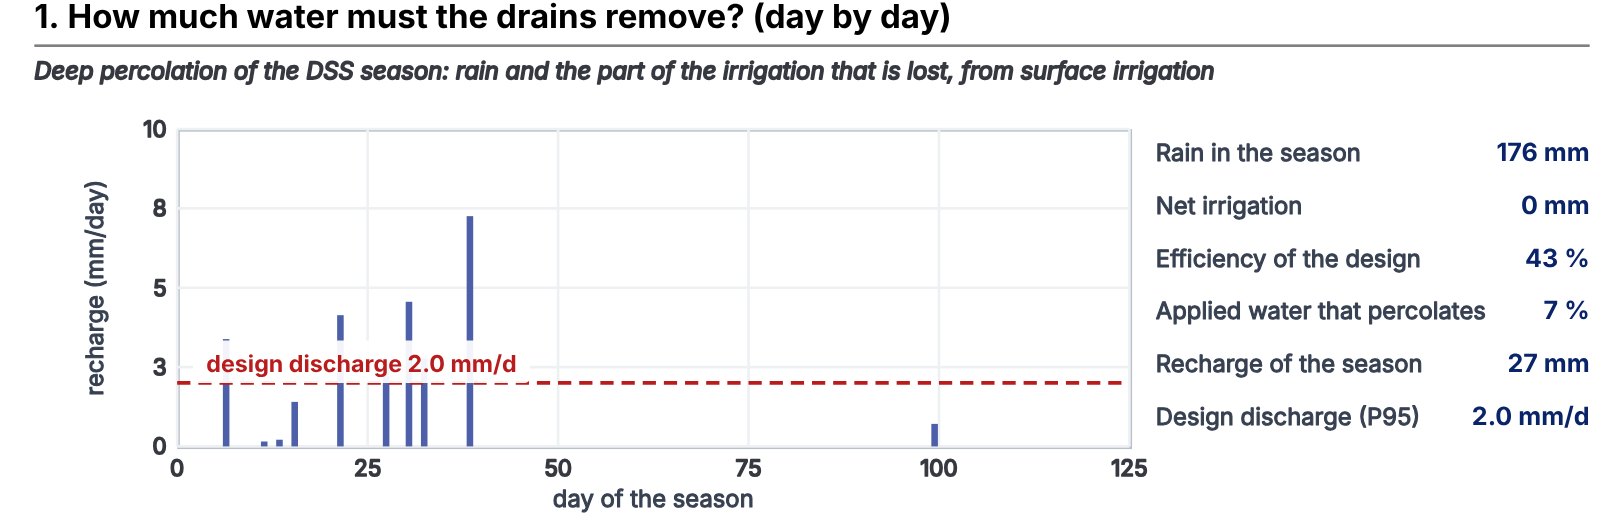 1. How much water must the drains remove? (day by day)
Deep percolation of the DSS season: rain and the part of the irrigation that is lost, from surface irrigation
10
8
5
3
0
recharge (mm/day)
design discharge 2.0 mm/d
0 25 50 75 100 125
day of the season
Rain in the season 176 mm
Net irrigation 0 mm
Efficiency of the design 43 %
Applied water that percolates 7 %
Recharge of the season 27 mm
Design discharge (P95) 2.0 mm/d